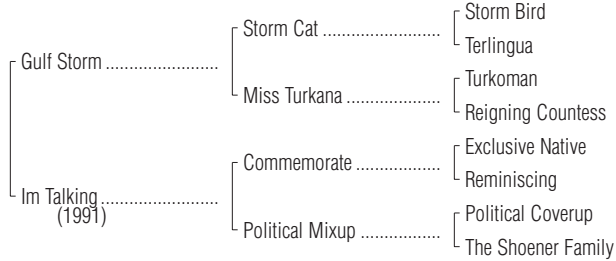 Storm Bird
Storm Cat ........................
Terlingua
Gulf Storm .......................
Turkoman
Miss Turkana ...................
Reigning Countess
Exclusive Native
Commemorate .................
Reminiscing
Im Talking ........................
(1991)
Political Coverup
Political Mixup ................
The Shoener Family